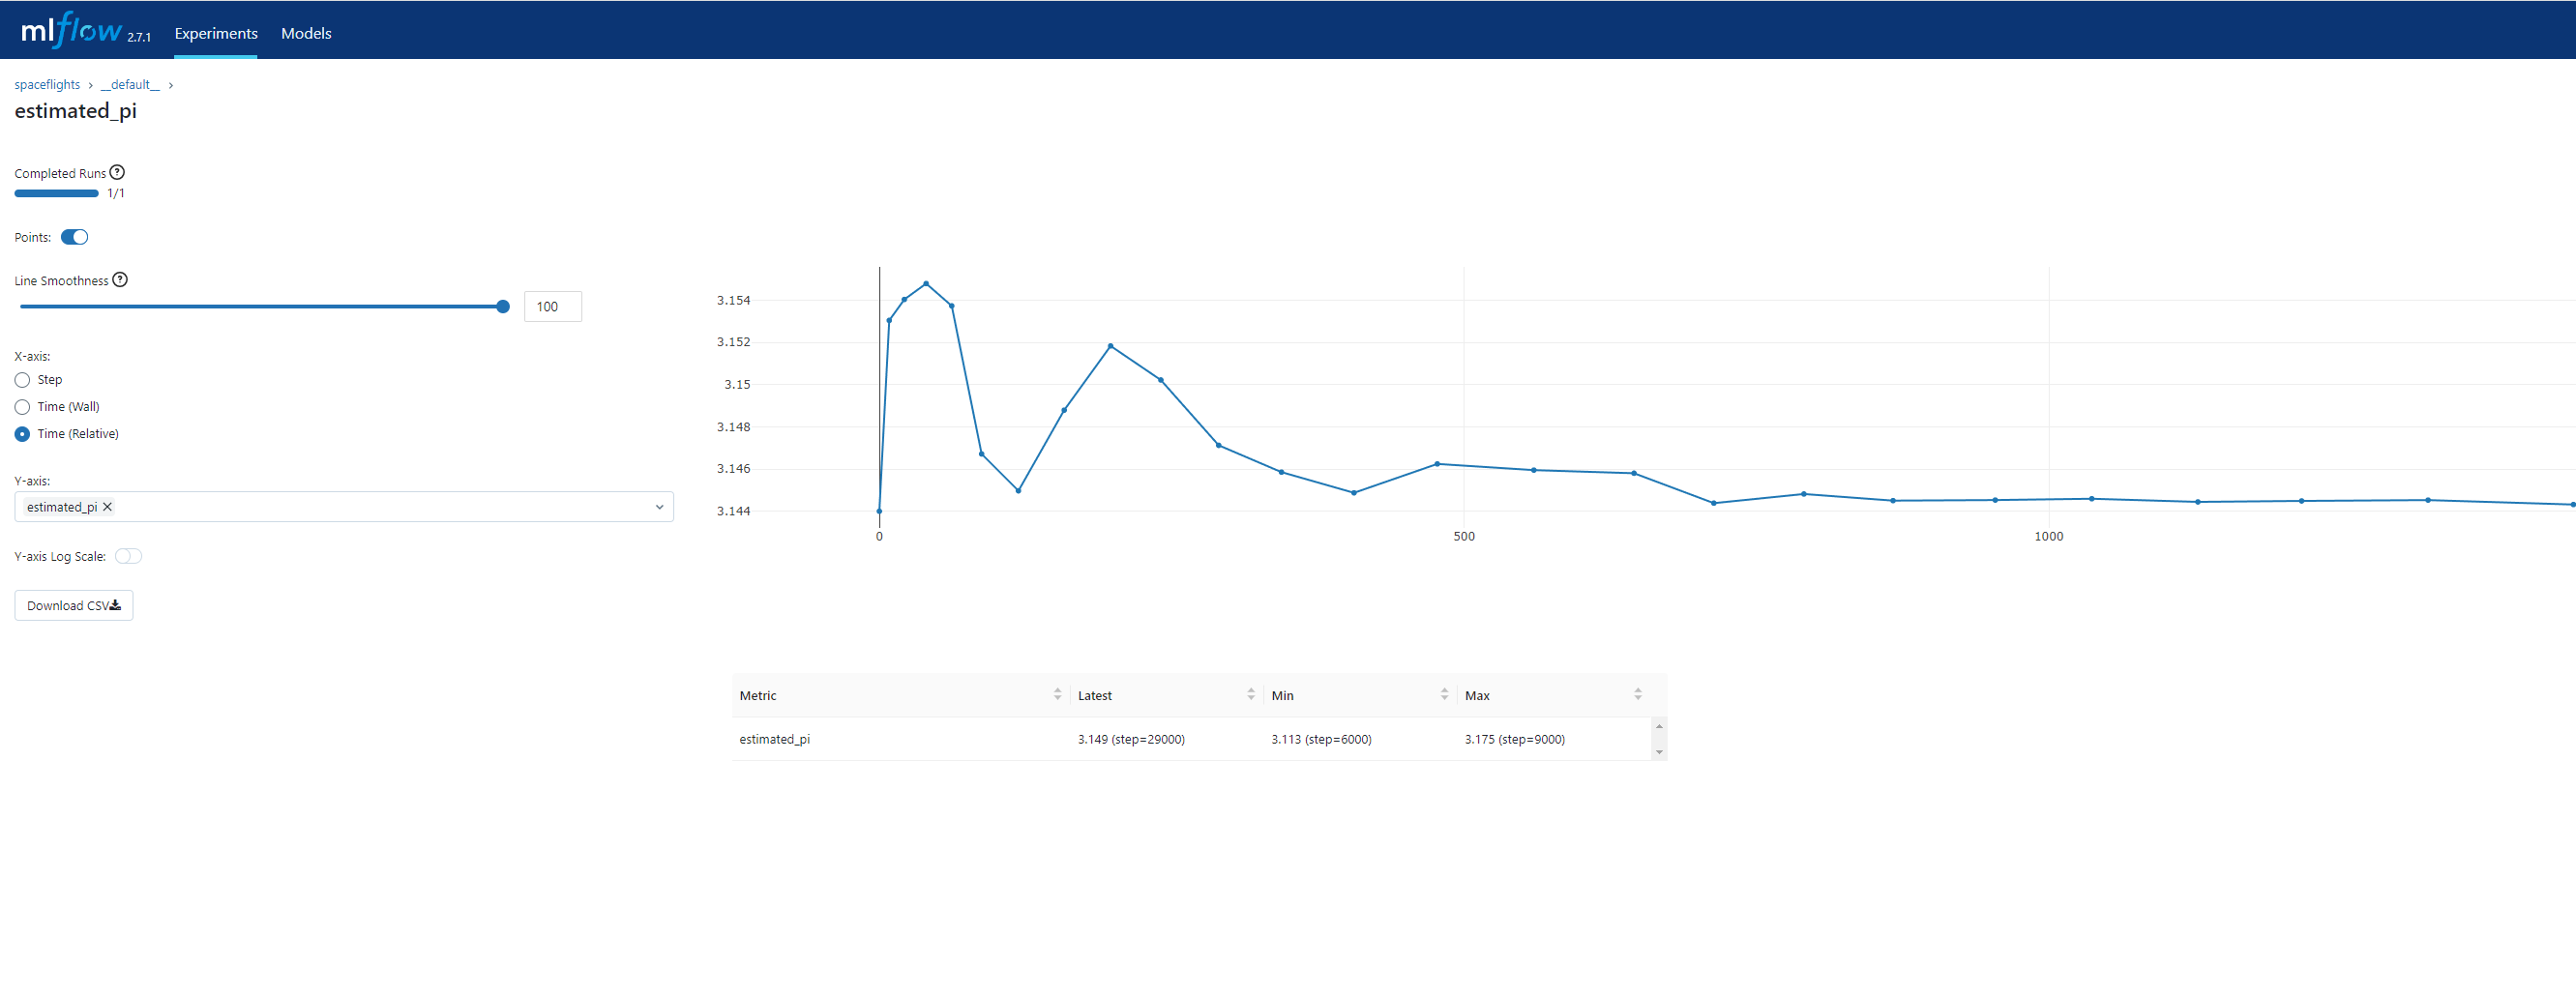 mlflow 2.7.1 Experiments Models
spaceflights › __default__ ›
estimated_pi
Completed Runs ?
1/1
Points:
Line Smoothness ?
100
X-axis:
Step
Time (Wall)
Time (Relative)
Y-axis:
estimated_pi
Y-axis Log Scale:
Download CSV
3.154
3.152
3.15
3.148
3.146
3.144
0 500 1000
Metric Latest Min Max
estimated_pi 3.149 (step=29000) 3.113 (step=6000) 3.175 (step=9000)